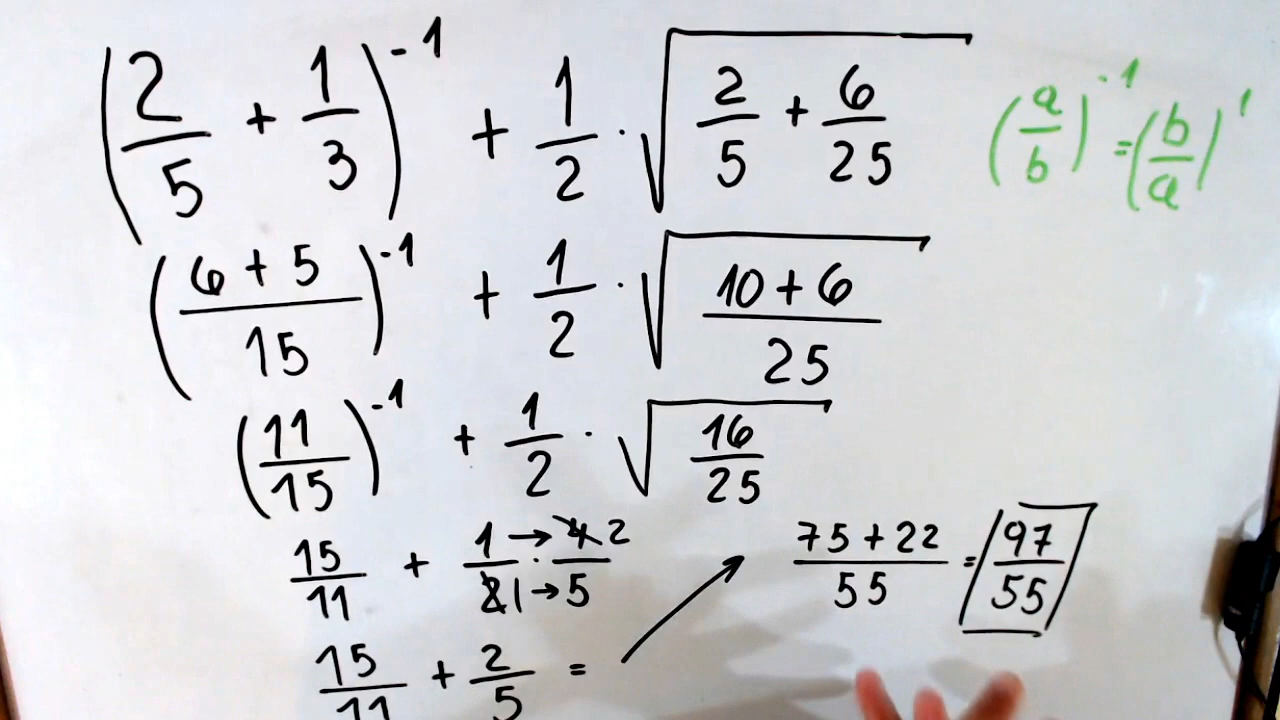 (2/5 + 1/3)^-1 + 1/2 · √(2/5 + 6/25)
(a/b)^-1 = (b/a)^1
((6 + 5)/15)^-1 + 1/2 · √((10 + 6)/25)
(11/15)^-1 + 1/2 · √(16/25)
15/11 + 1/2 1 → · 4 2 → 5
15/11 + 2/5 =
(75 + 22)/55 = 97/55